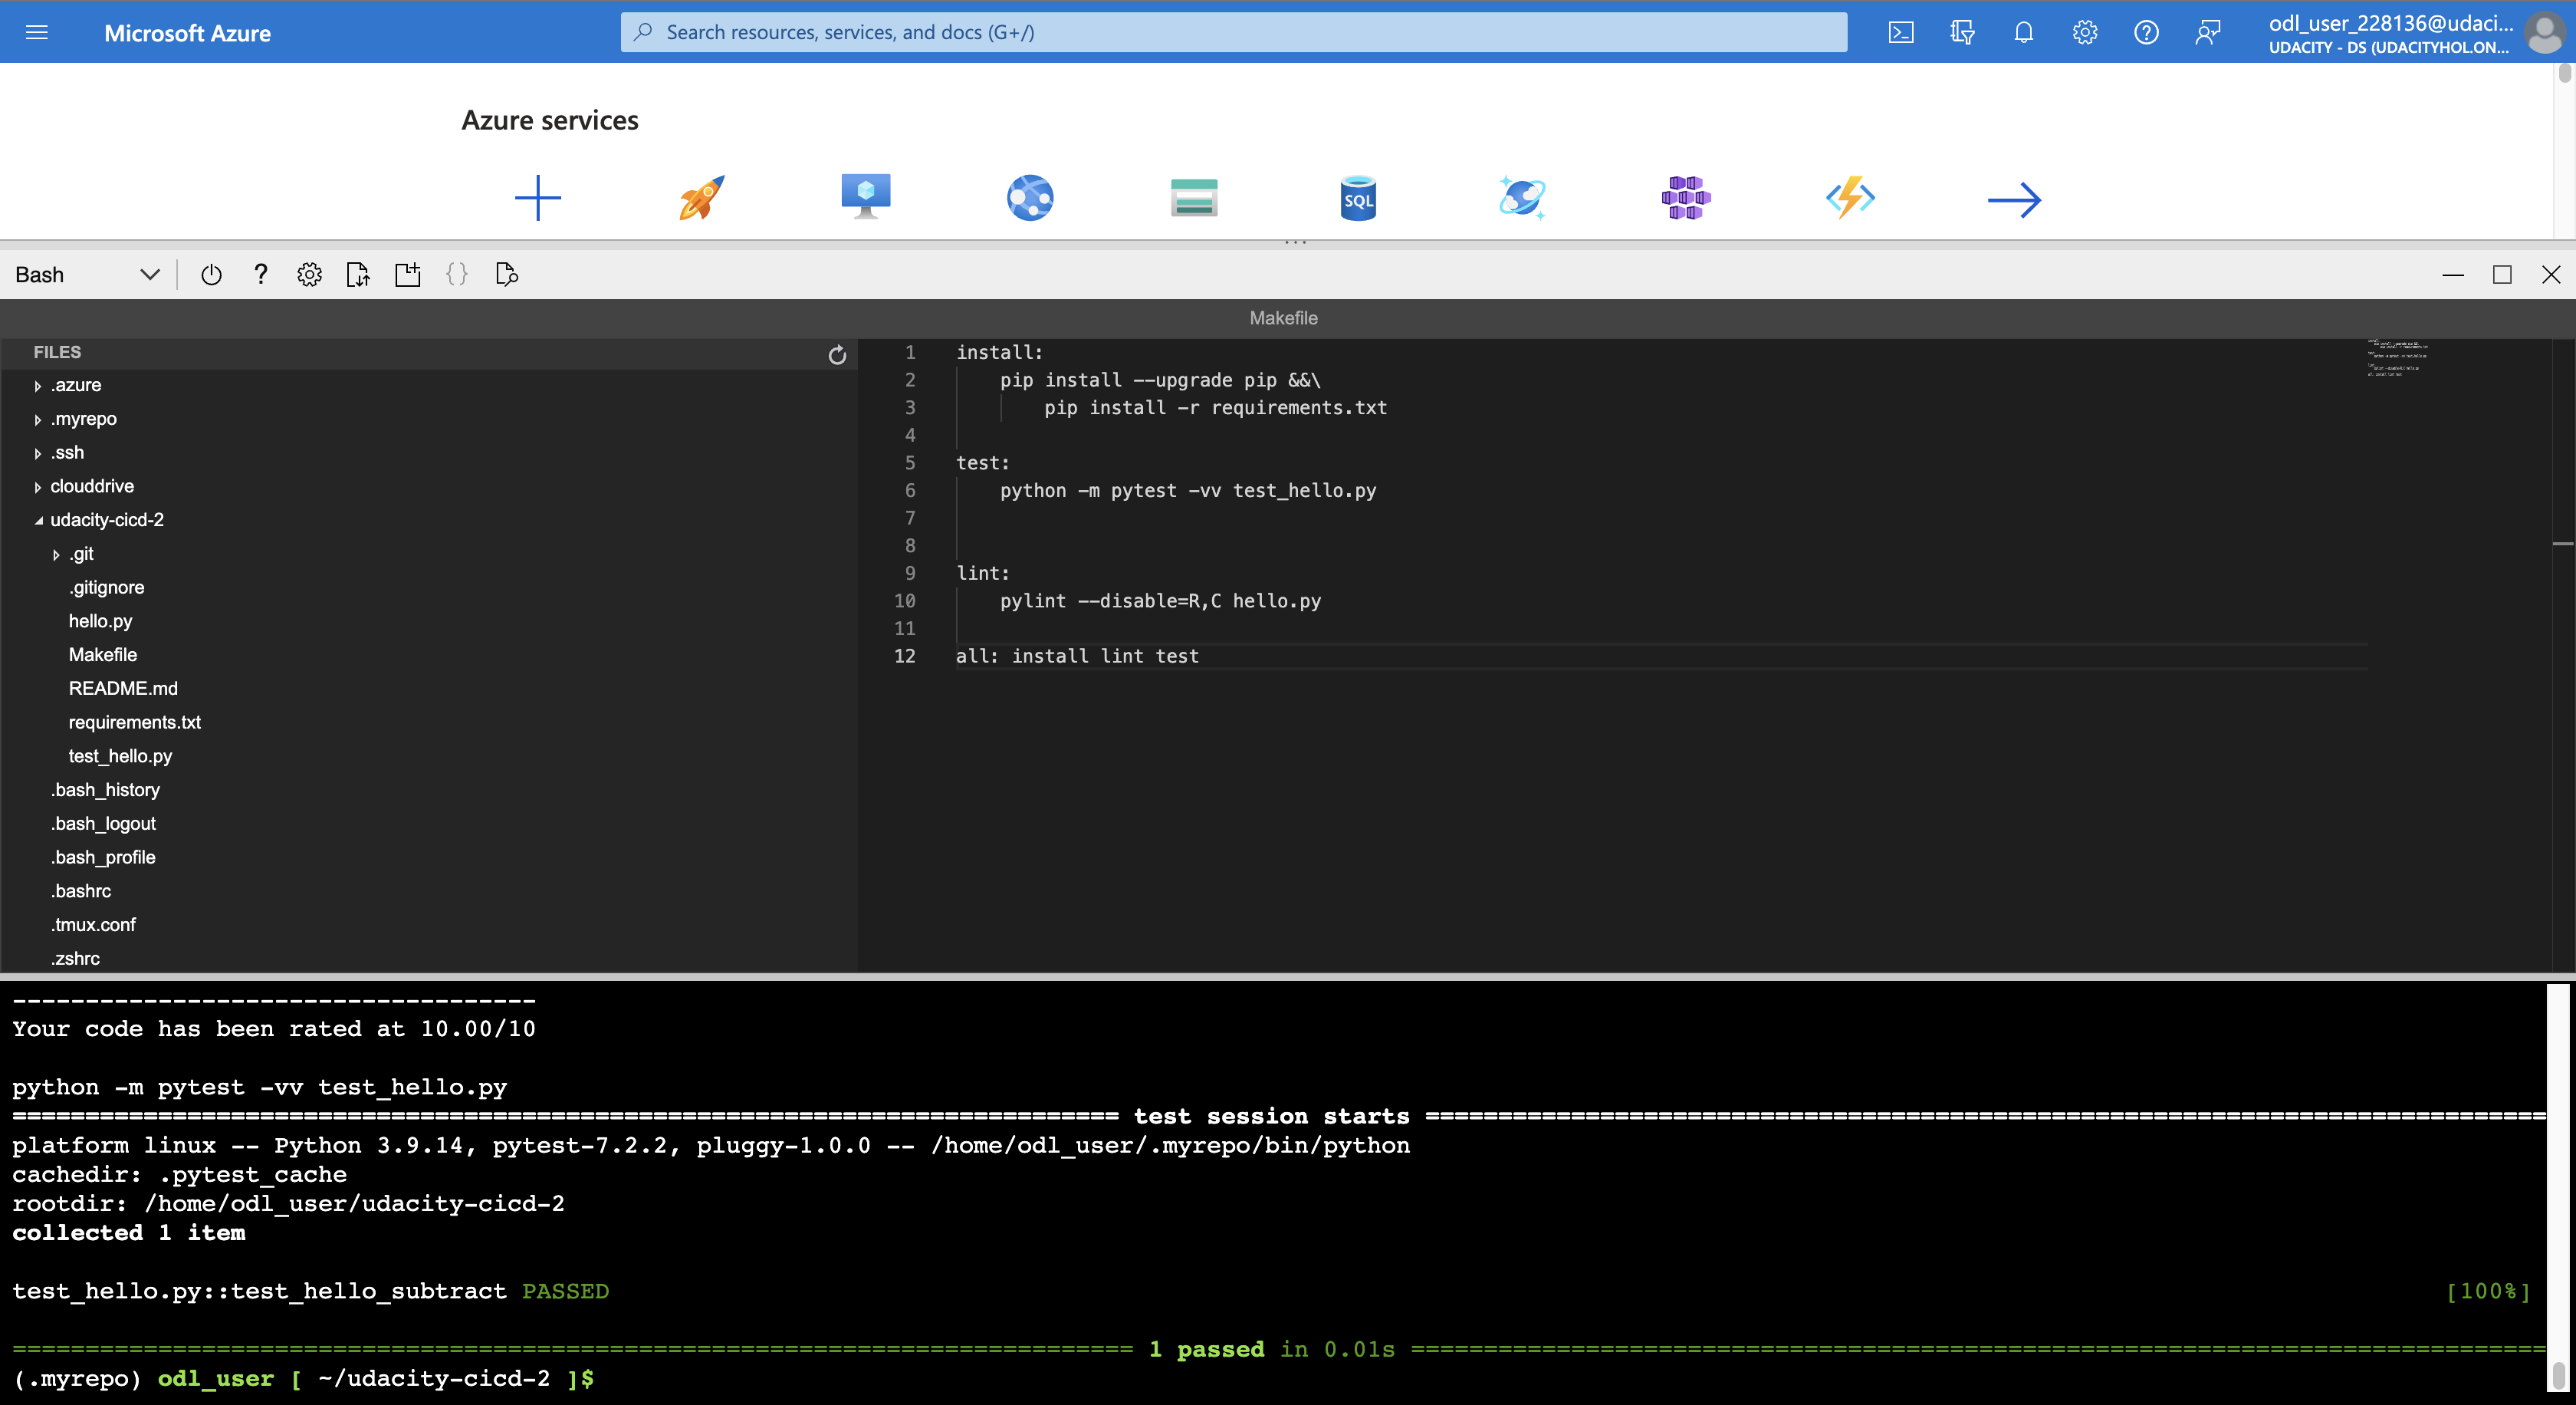 Microsoft Azure
Search resources, services, and docs (G+/)
odl_user_228136@udaci...
UDACITY - DS (UDACITYHOL.ON...
Azure services
SQL
Bash
Makefile
FILES
.azure
.myrepo
.ssh
clouddrive
udacity-cicd-2
.git
.gitignore
hello.py
Makefile
README.md
requirements.txt
test_hello.py
.bash_history
.bash_logout
.bash_profile
.bashrc
.tmux.conf
.zshrc
1 install:
2 pip install --upgrade pip &&\
3 pip install -r requirements.txt
4
5 test:
6 python -m pytest -vv test_hello.py
7
8
9 lint:
10 pylint --disable=R,C hello.py
11
12 all: install lint test
------------------------------------
Your code has been rated at 10.00/10
python -m pytest -vv test_hello.py
============================================================================ test session starts =============================================================================
platform linux -- Python 3.9.14, pytest-7.2.2, pluggy-1.0.0 -- /home/odl_user/.myrepo/bin/python
cachedir: .pytest_cache
rootdir: /home/odl_user/udacity-cicd-2
collected 1 item
test_hello.py::test_hello_subtract PASSED [100%]
============================================================================= 1 passed in 0.01s ==============================================================================
(.myrepo) odl_user [ ~/udacity-cicd-2 ]$